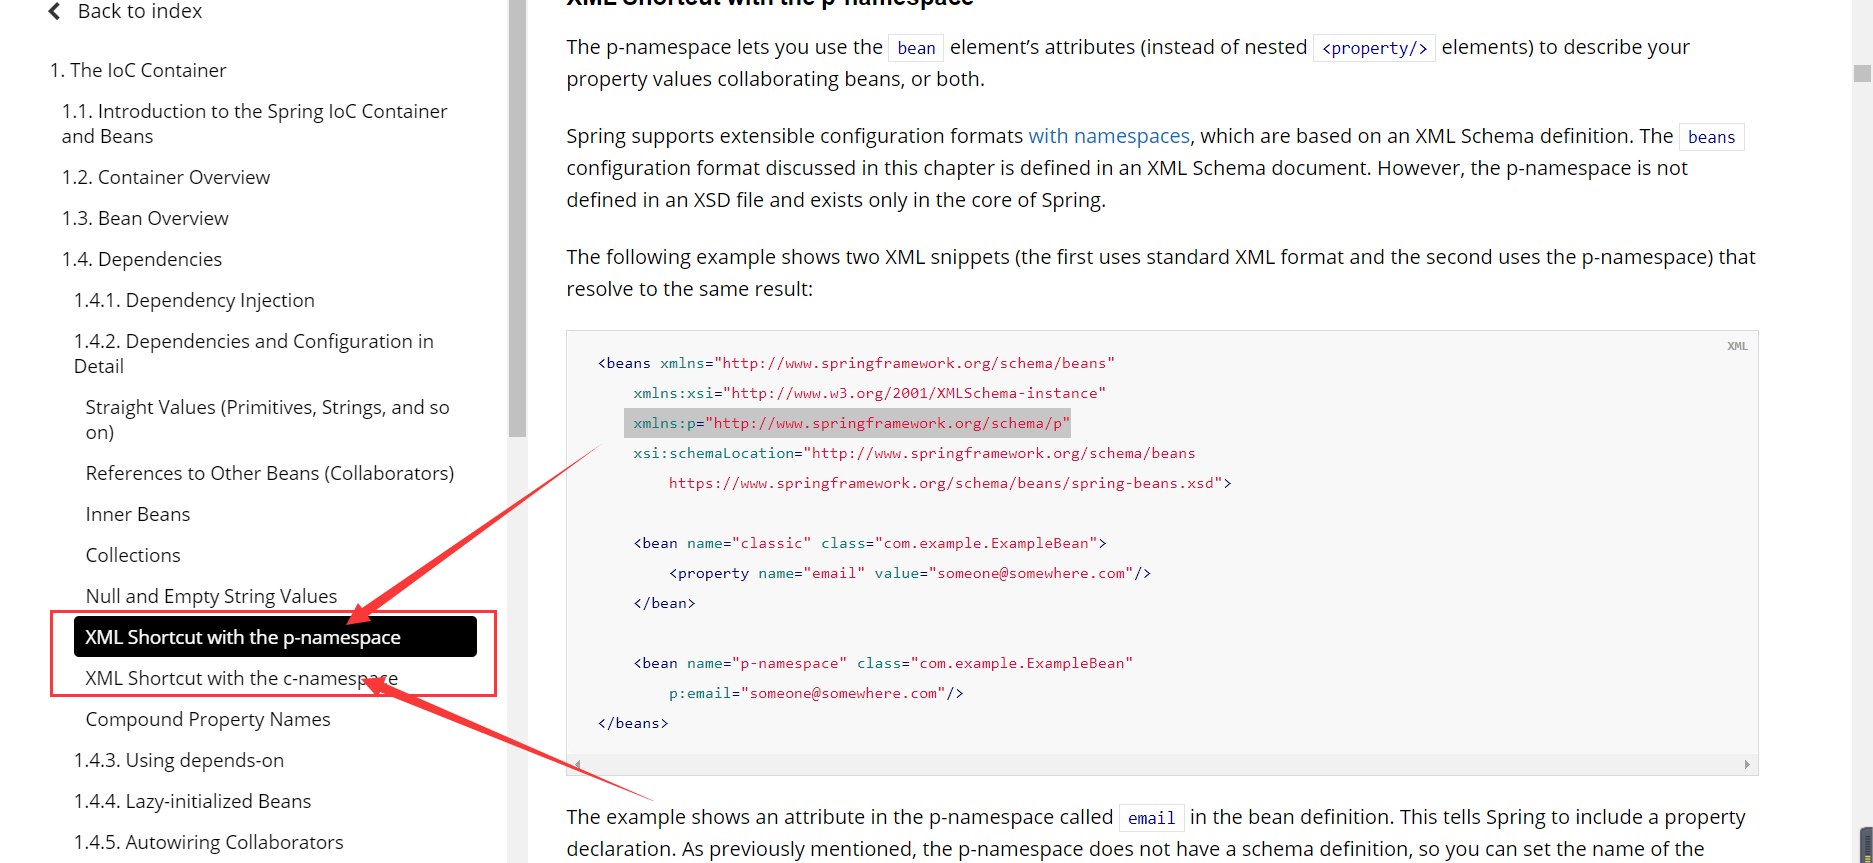 Back to index
1. The IoC Container
1.1. Introduction to the Spring IoC Container
and Beans
1.2. Container Overview
1.3. Bean Overview
1.4. Dependencies
1.4.1. Dependency Injection
1.4.2. Dependencies and Configuration in
Detail
Straight Values (Primitives, Strings, and so
on)
References to Other Beans (Collaborators)
Inner Beans
Collections
Null and Empty String Values
XML Shortcut with the p-namespace
XML Shortcut with the c-namespace
Compound Property Names
1.4.3. Using depends-on
1.4.4. Lazy-initialized Beans
1.4.5. Autowiring Collaborators
XML Shortcut with the p-namespace
The p-namespace lets you use the bean element’s attributes (instead of nested <property/> elements) to describe your
property values collaborating beans, or both.
Spring supports extensible configuration formats with namespaces, which are based on an XML Schema definition. The beans
configuration format discussed in this chapter is defined in an XML Schema document. However, the p-namespace is not
defined in an XSD file and exists only in the core of Spring.
The following example shows two XML snippets (the first uses standard XML format and the second uses the p-namespace) that
resolve to the same result:
XML
<beans xmlns="http://www.springframework.org/schema/beans"
xmlns:xsi="http://www.w3.org/2001/XMLSchema-instance"
xmlns:p="http://www.springframework.org/schema/p"
xsi:schemaLocation="http://www.springframework.org/schema/beans
https://www.springframework.org/schema/beans/spring-beans.xsd">
<bean name="classic" class="com.example.ExampleBean">
<property name="email" value="someone@somewhere.com"/>
</bean>
<bean name="p-namespace" class="com.example.ExampleBean"
p:email="someone@somewhere.com"/>
</beans>
The example shows an attribute in the p-namespace called email in the bean definition. This tells Spring to include a property
declaration. As previously mentioned, the p-namespace does not have a schema definition, so you can set the name of the